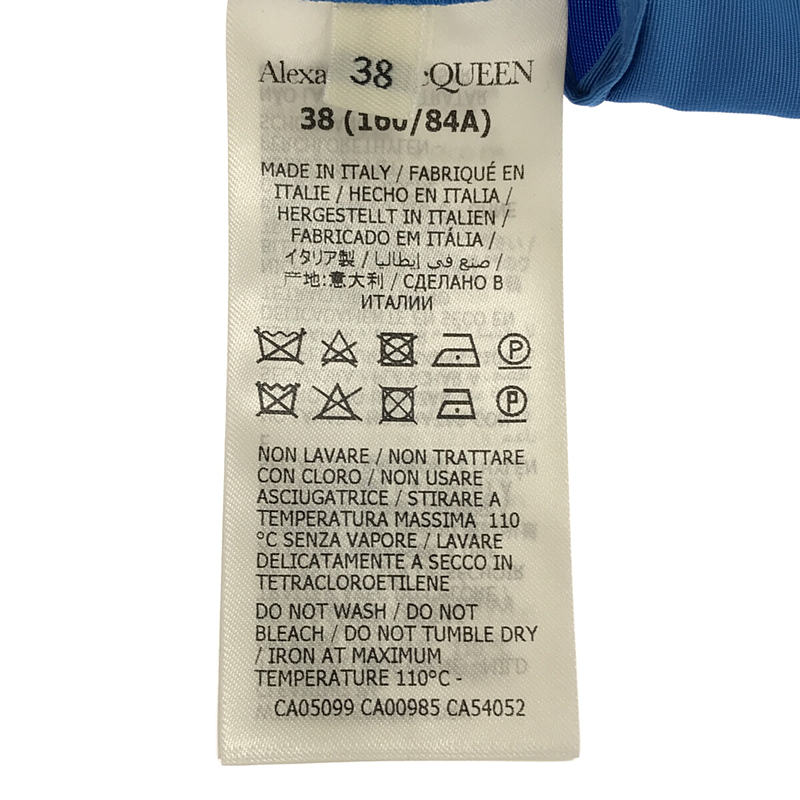 Alexa 38 cQUEEN
38 (160/84A)
MADE IN ITALY / FABRIQUÉ EN
ITALIE / HECHO EN ITALIA /
HERGESTELLT IN ITALIEN /
FABRICADO EM ITÁLIA /
イタリア製 / صنع في إيطاليا /
产地:意大利 / СДЕЛАНО В
ИТАЛИИ
P
P
NON LAVARE / NON TRATTARE
CON CLORO / NON USARE
ASCIUGATRICE / STIRARE A
TEMPERATURA MASSIMA 110
°C SENZA VAPORE / LAVARE
DELICATAMENTE A SECCO IN
TETRACLOROETILENE
DO NOT WASH / DO NOT
BLEACH / DO NOT TUMBLE DRY
/ IRON AT MAXIMUM
TEMPERATURE 110°C -
CA05099 CA00985 CA54052